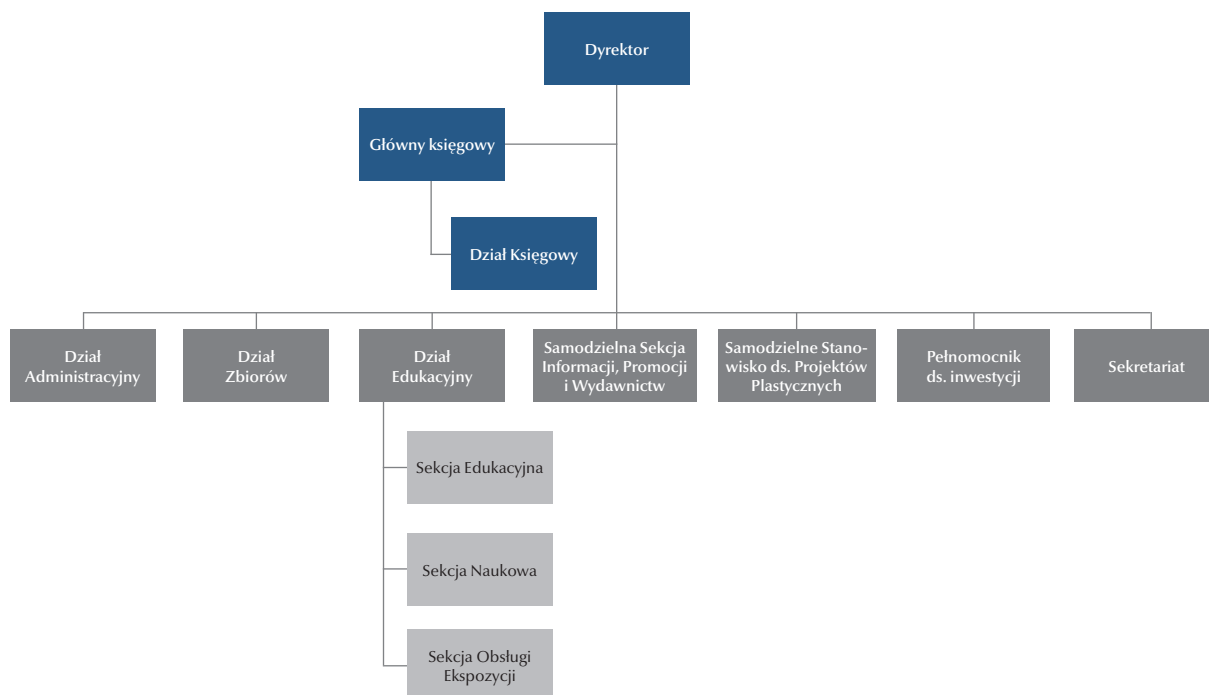 Dyrektor
Główny księgowy
Dział Księgowy
Dział
Administracyjny
Dział
Zbiorów
Dział
Edukacyjny
Samodzielna Sekcja
Informacji, Promocji
i Wydawnictw
Samodzielne Stano-
wisko ds. Projektów
Plastycznych
Pełnomocnik
ds. inwestycji
Sekretariat
Sekcja Edukacyjna
Sekcja Naukowa
Sekcja Obsługi
Ekspozycji